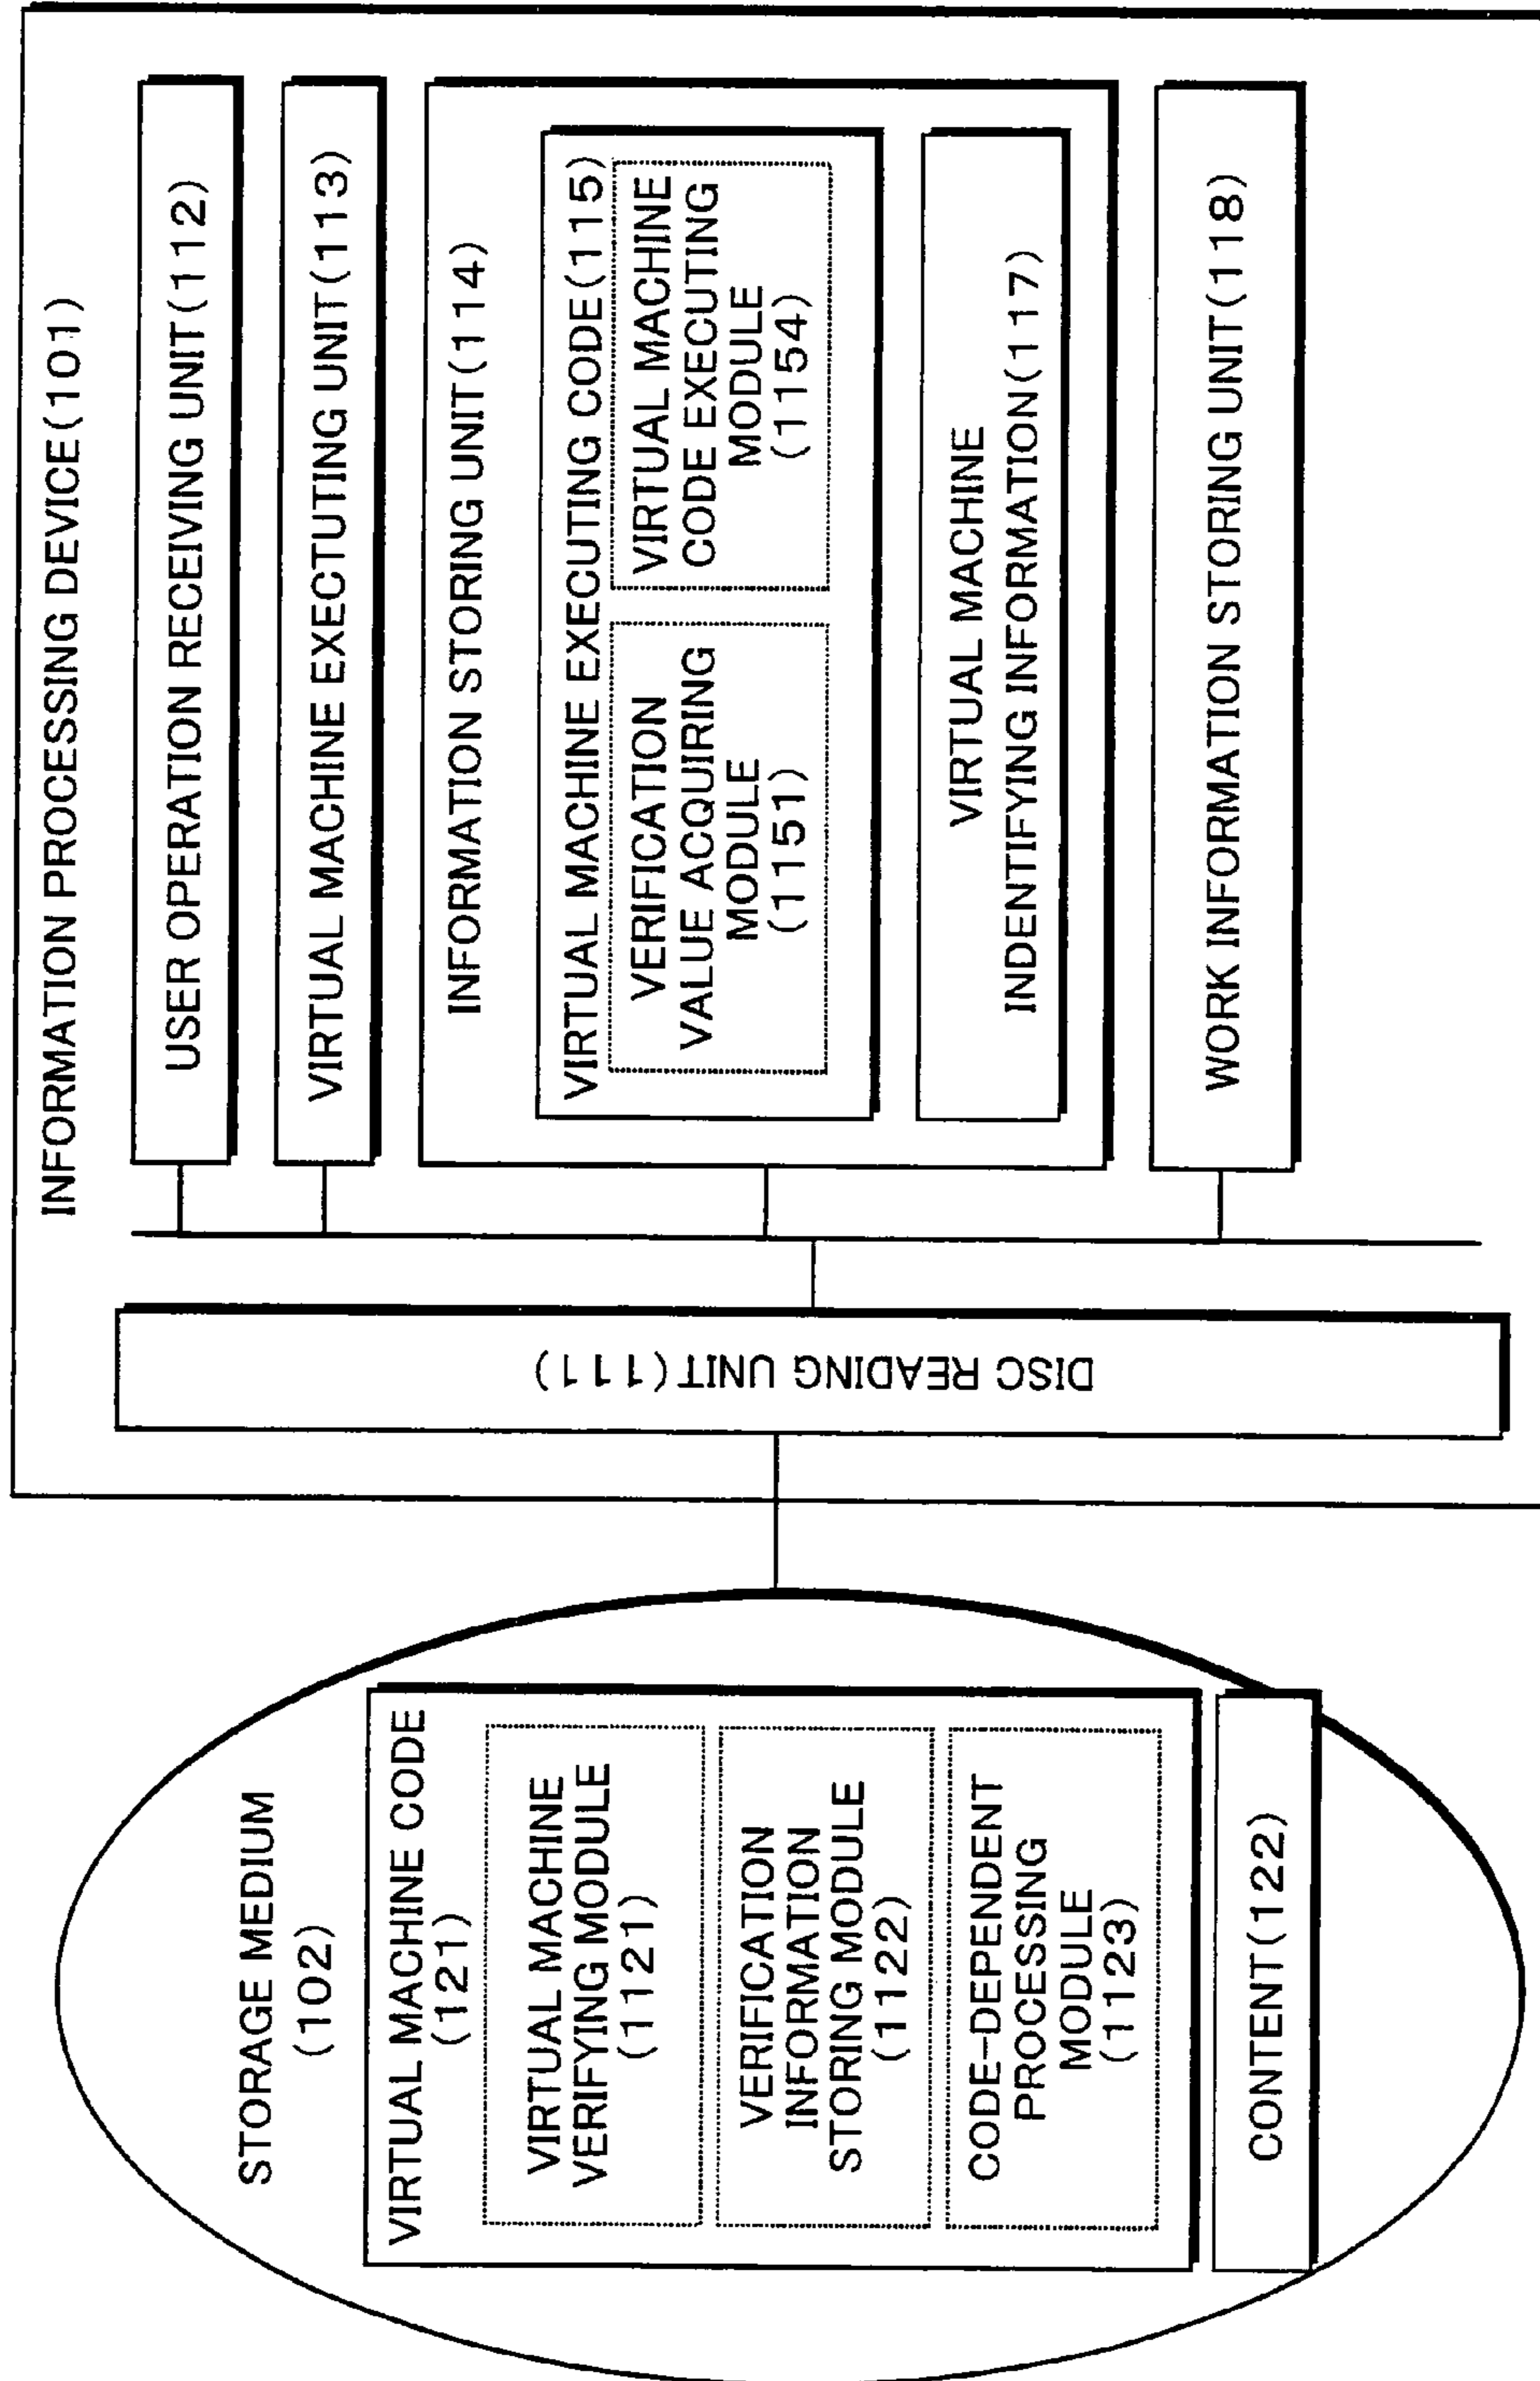 STORAGE MEDIUM
(102)
VIRTUAL MACHINE CODE
(121)
VIRTUAL MACHINE
VERIFYING MODULE
(1121)
VERIFICATION
INFORMATION
STORING MODULE
(1122)
CODE-DEPENDENT
PROCESSING
MODULE
(1123)
CONTENT(122)
INFORMATION PROCESSING DEVICE(101)
DISC READING UNIT(111)
USER OPERATION RECEIVING UNIT(112)
VIRTUAL MACHINE EXECTUTING UNIT(113)
INFORMATION STORING UNIT(114)
VIRTUAL MACHINE EXECUTING CODE(115)
VERIFICATION
VALUE ACQUIRING
MODULE
(1151)
VIRTUAL MACHINE
CODE EXECUTING
MODULE
(1154)
VIRTUAL MACHINE
INDENTIFYING INFORMATION(117)
WORK INFORMATION STORING UNIT(118)